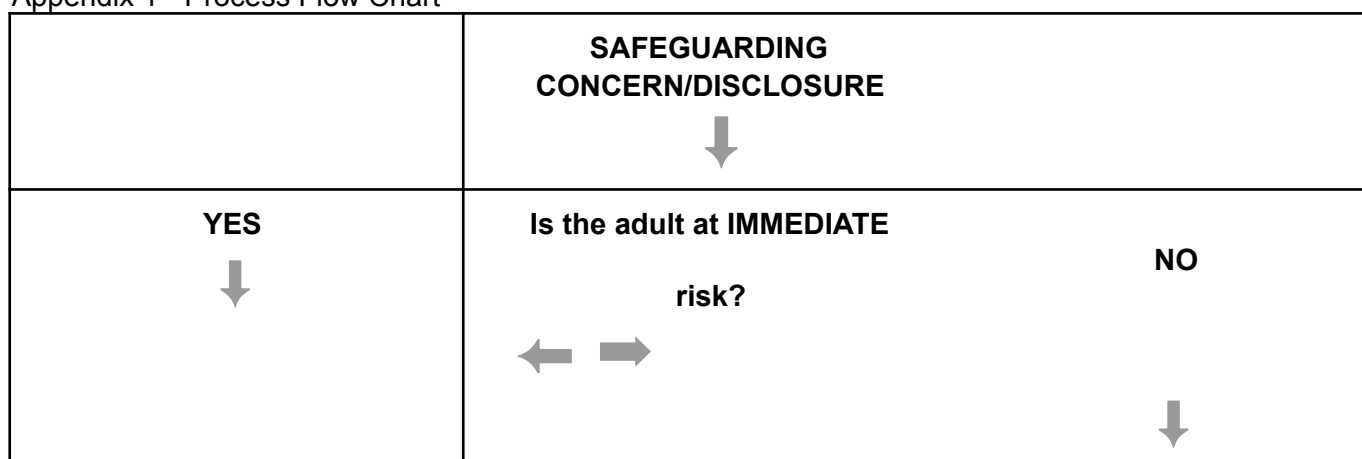 Appendix 1 - Process Flow Chart
SAFEGUARDING
CONCERN/DISCLOSURE
YES
Is the adult at IMMEDIATE
risk?
NO